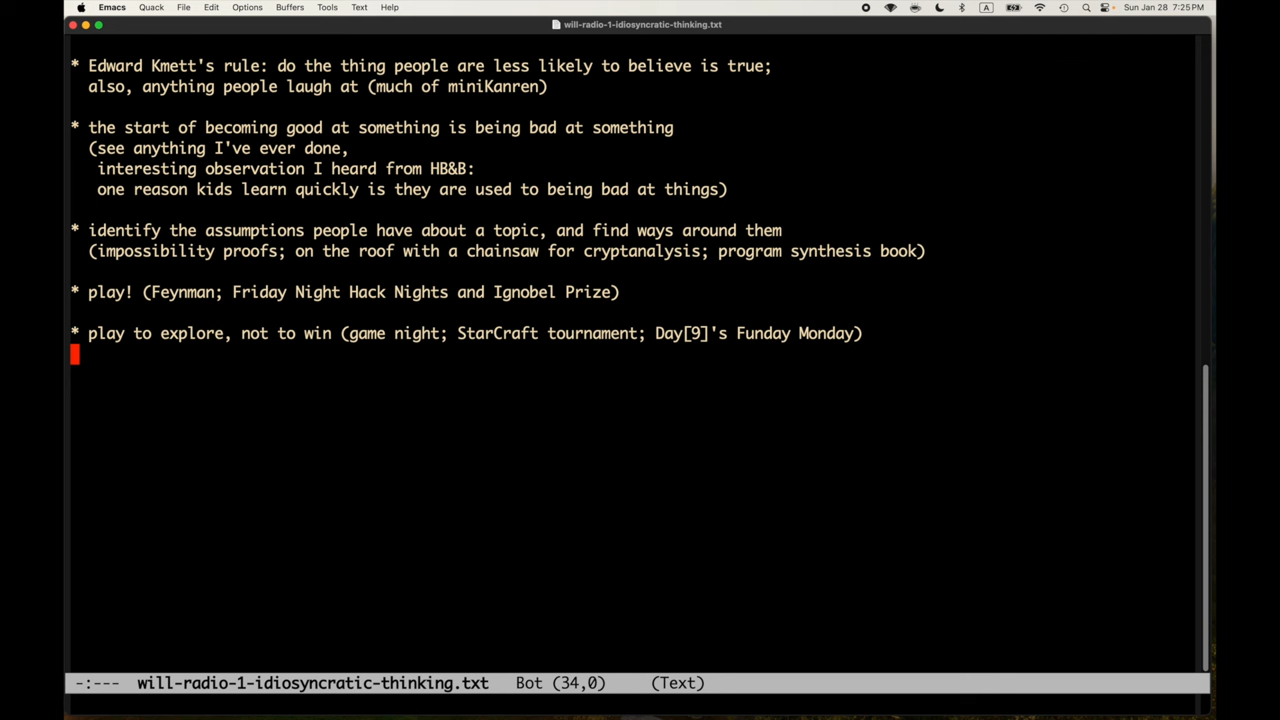 Emacs Quack File Edit Options Buffers Tools Text Help A Sun Jan 28 7:25 PM
will-radio-1-idiosyncratic-thinking.txt
* Edward Kmett's rule: do the thing people are less likely to believe is true;
also, anything people laugh at (much of miniKanren)
* the start of becoming good at something is being bad at something
(see anything I've ever done,
interesting observation I heard from HB&B:
one reason kids learn quickly is they are used to being bad at things)
* identify the assumptions people have about a topic, and find ways around them
(impossibility proofs; on the roof with a chainsaw for cryptanalysis; program synthesis book)
* play! (Feynman; Friday Night Hack Nights and Ignobel Prize)
* play to explore, not to win (game night; StarCraft tournament; Day[9]'s Funday Monday)
-:--- will-radio-1-idiosyncratic-thinking.txt Bot (34,0) (Text)